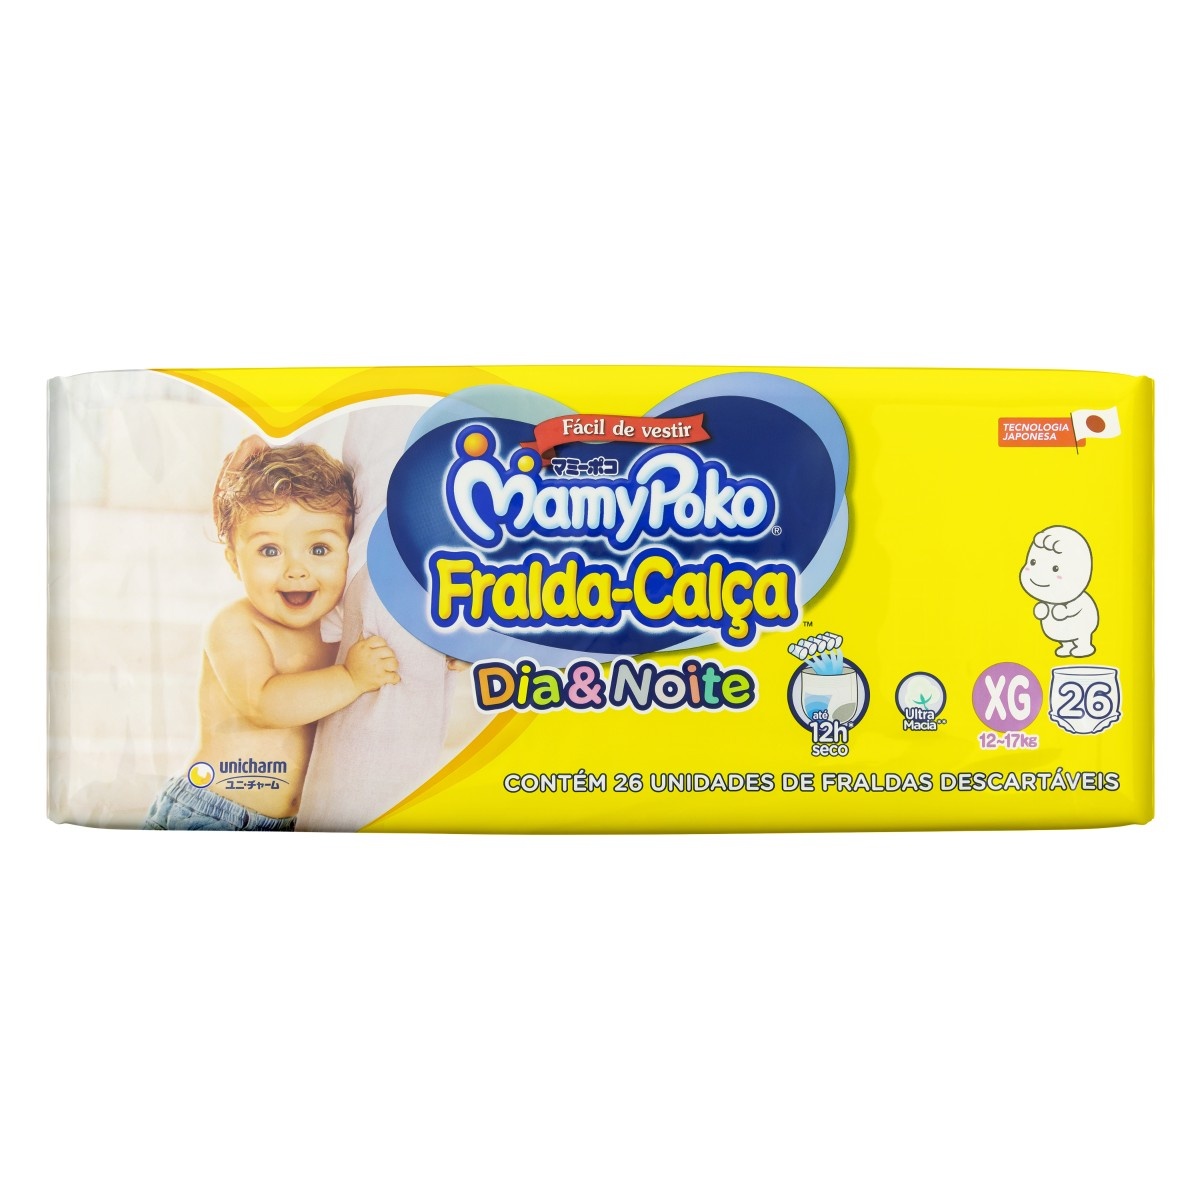 Fácil de vestir
マミーポコ
MamyPoko®
Fralda-Calça™
Dia&Noite
TECNOLOGIA
JAPONESA
até
12h*
seco
Ultra
Macia**
XG
12~17kg
26
unicharm
ユニ・チャーム
CONTÉM 26 UNIDADES DE FRALDAS DESCARTÁVEIS